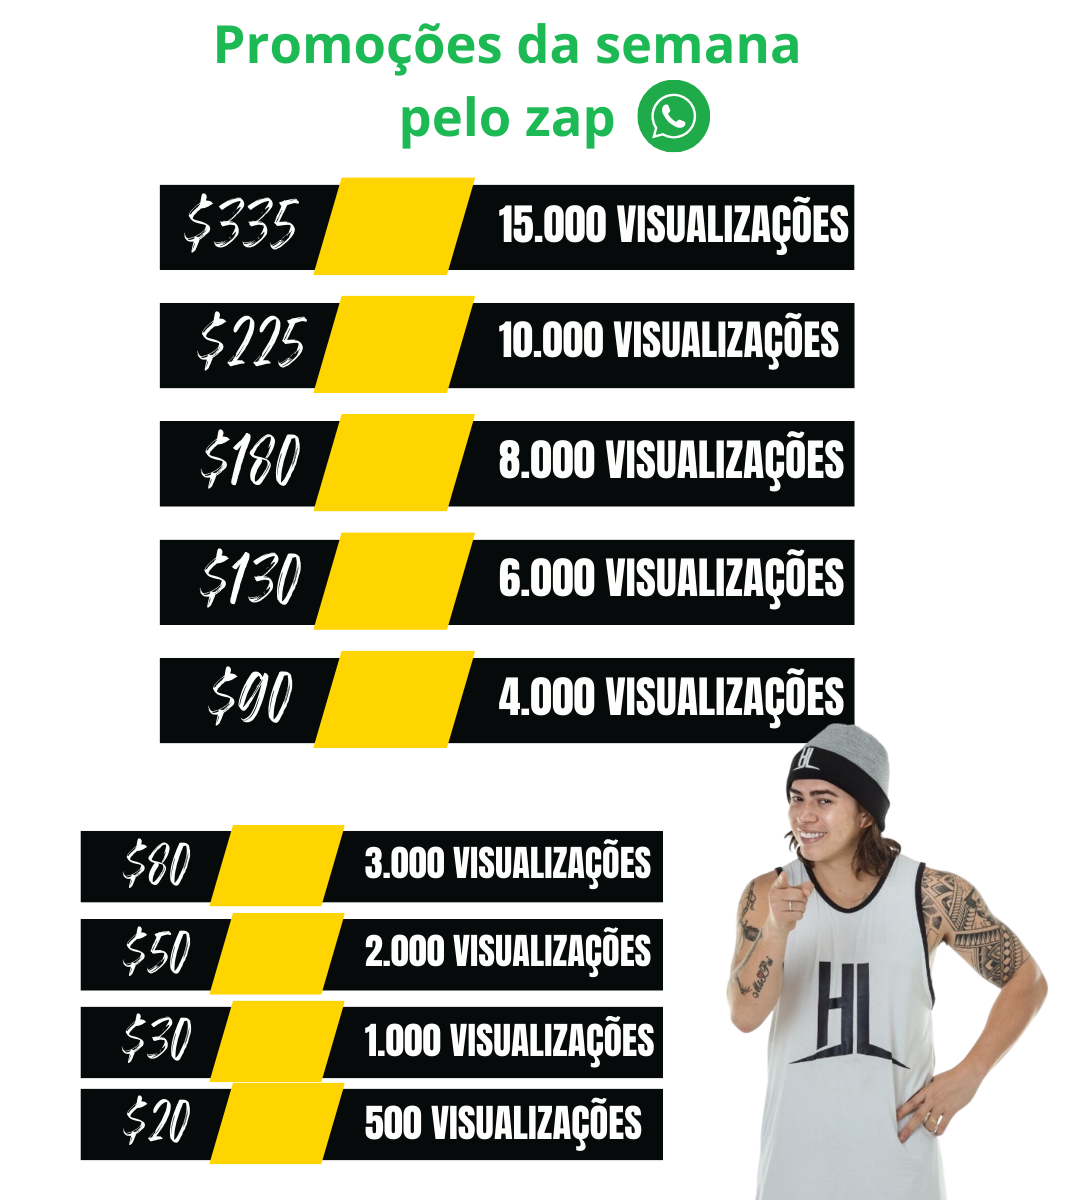 Promoções da semana
pelo zap
$335 15.000 VISUALIZAÇÕES
$225 10.000 VISUALIZAÇÕES
$180 8.000 VISUALIZAÇÕES
$130 6.000 VISUALIZAÇÕES
$90 4.000 VISUALIZAÇÕES
HL
$80 3.000 VISUALIZAÇÕES
$50 2.000 VISUALIZAÇÕES
$30 1.000 VISUALIZAÇÕES
$20 500 VISUALIZAÇÕES
HL